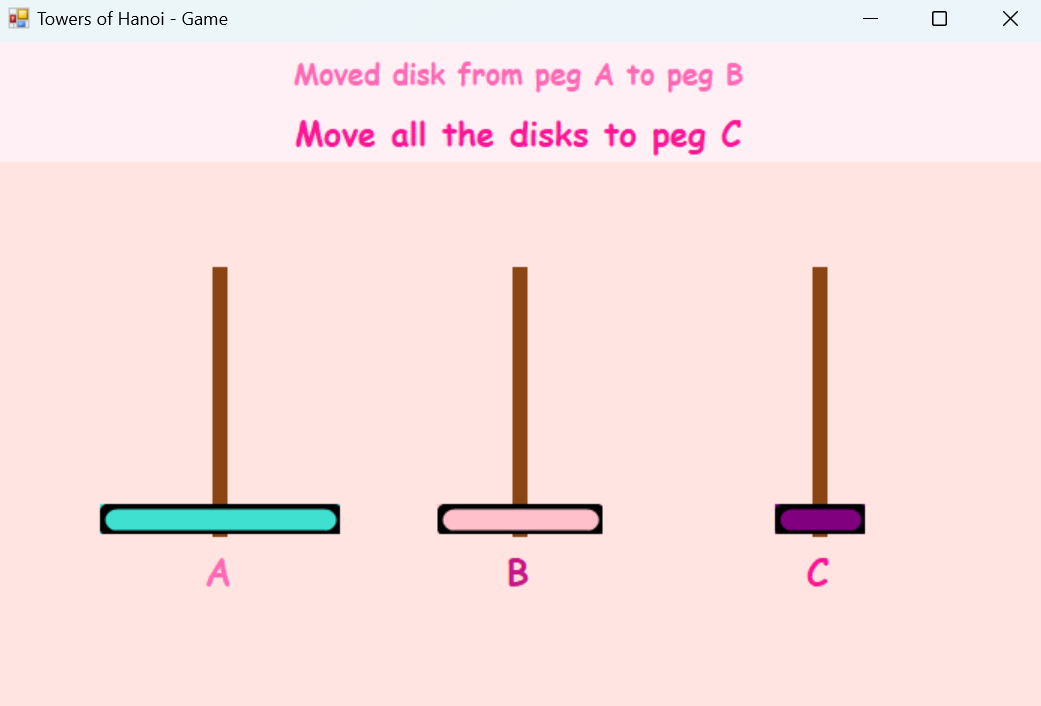 Towers of Hanoi - Game
Moved disk from peg A to peg B
Move all the disks to peg C
A B C